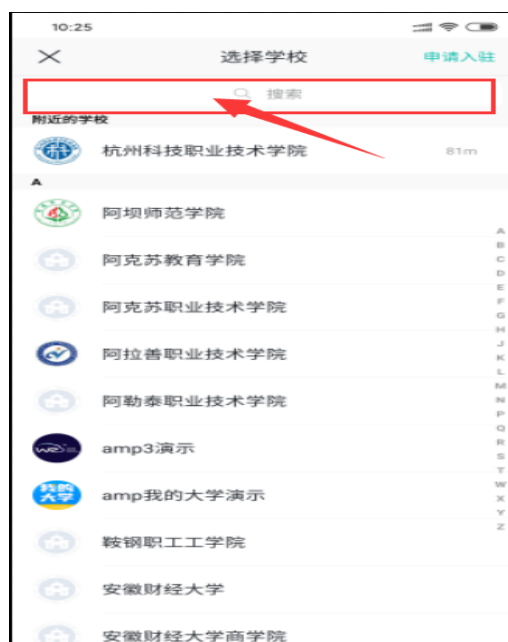 10:25
选择学校
申请入驻
搜索
附近的学校
杭州科技职业技术学院
81m
A
阿坝师范学院
阿克苏教育学院
阿克苏职业技术学院
阿拉善职业技术学院
阿勒泰职业技术学院
amp3演示
我的
大学
amp我的大学演示
鞍钢职工工学院
安徽财经大学
安徽财经大学商学院
A
B
C
D
E
F
G
H
J
K
L
M
N
P
Q
R
S
T
W
X
Y
Z